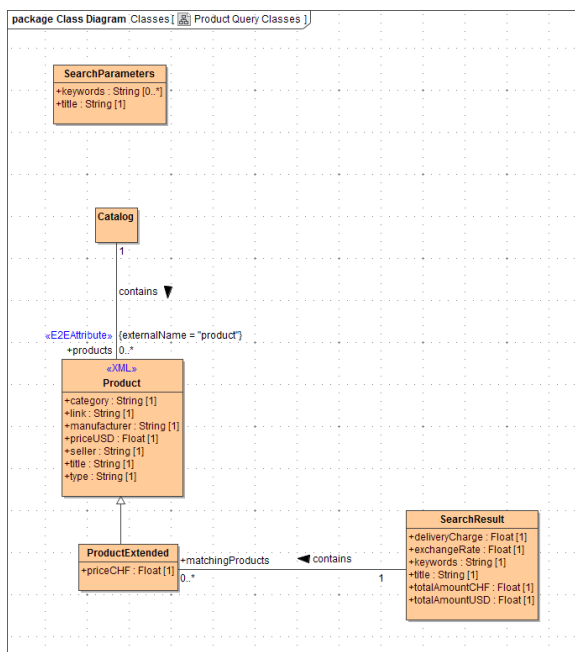 package Class Diagram Classes [ Product Query Classes ]
SearchParameters
+keywords : String [0..*]
+title : String [1]
Catalog
1
contains
«E2EAttribute» {externalName = "product"}
+products 0..*
«XML»
Product
+category : String [1]
+link : String [1]
+manufacturer : String [1]
+priceUSD : Float [1]
+seller : String [1]
+title : String [1]
+type : String [1]
ProductExtended
+priceCHF : Float [1]
+matchingProducts
0..*
contains
1
SearchResult
+deliveryCharge : Float [1]
+exchangeRate : Float [1]
+keywords : String [1]
+title : String [1]
+totalAmountCHF : Float [1]
+totalAmountUSD : Float [1]